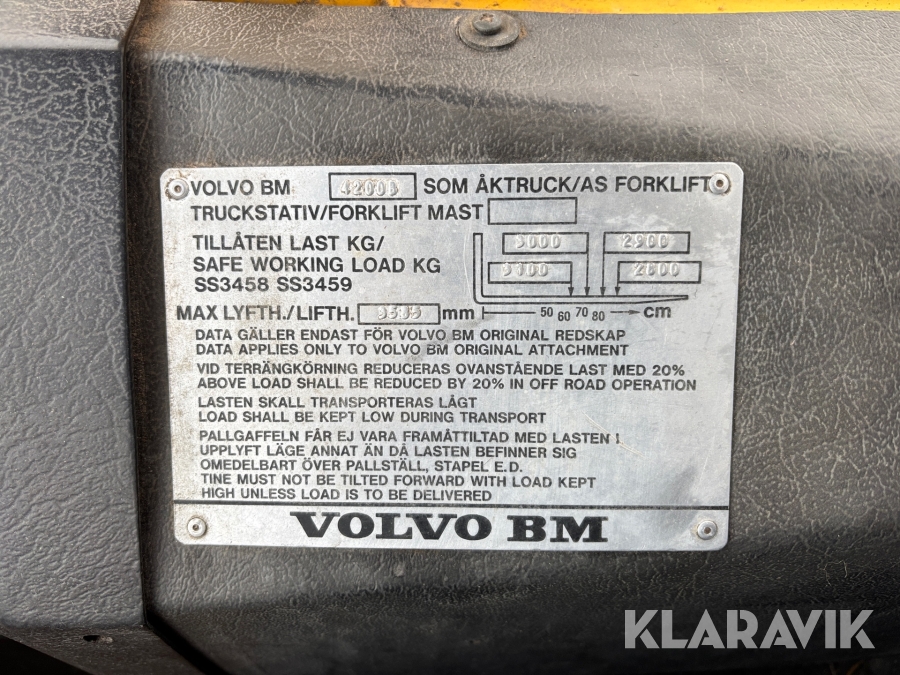 VOLVO BM 4200B SOM ÅKTRUCK/AS FORKLIFT
TRUCKSTATIV/FORKLIFT MAST
TILLÅTEN LAST KG/ 3000 2900
SAFE WORKING LOAD KG 3100 2800
SS3458 SS3459
MAX LYFTH./LIFTH. mm 50 60 70 80 cm
DATA GÄLLER ENDAST FÖR VOLVO BM ORIGINAL REDSKAP
DATA APPLIES ONLY TO VOLVO BM ORIGINAL ATTACHMENT
VID TERRÄNGKÖRNING REDUCERAS OVANSTÅENDE LAST MED 20%
ABOVE LOAD SHALL BE REDUCED BY 20% IN OFF ROAD OPERATION
LASTEN SKALL TRANSPORTERAS LÅGT
LOAD SHALL BE KEPT LOW DURING TRANSPORT
PALLGAFFELN FÅR EJ VARA FRAMÅTTILTAD MED LASTEN I
UPPLYFT LÄGE ANNAT ÄN DÅ LASTEN BEFINNER SIG
OMEDELBART ÖVER PALLSTÄLL, STAPEL E.D.
TINE MUST NOT BE TILTED FORWARD WITH LOAD KEPT
HIGH UNLESS LOAD IS TO BE DELIVERED
VOLVO BM
KLARAVIK